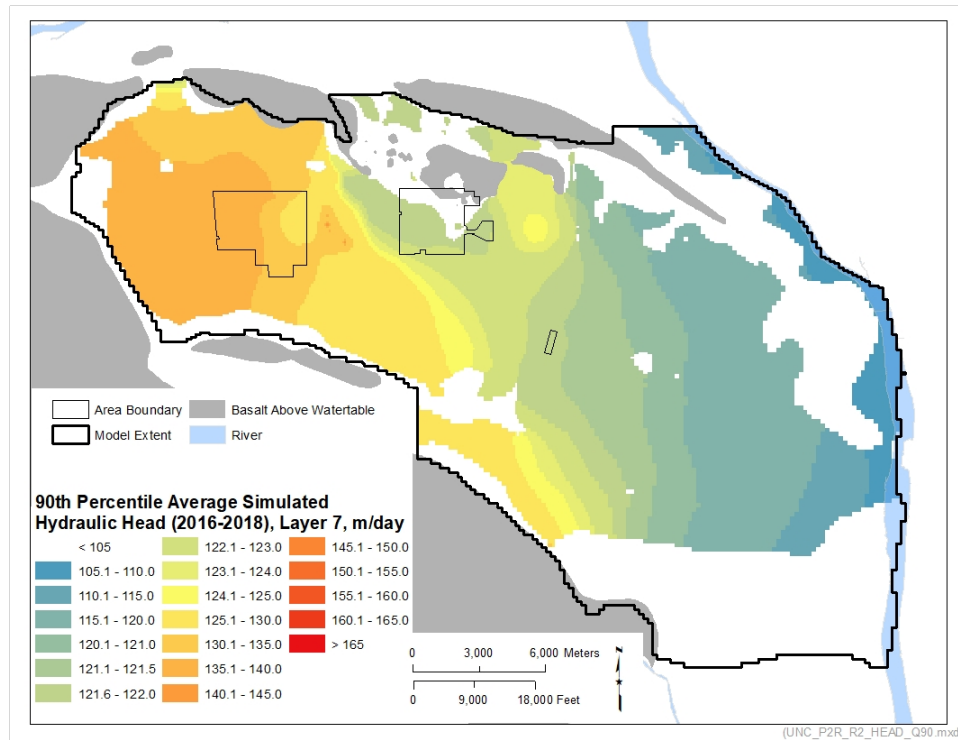 Area Boundary
Basalt Above Watertable
Model Extent
River
90th Percentile Average Simulated
Hydraulic Head (2016-2018), Layer 7, m/day
< 105
122.1 - 123.0
145.1 - 150.0
105.1 - 110.0
123.1 - 124.0
150.1 - 155.0
110.1 - 115.0
124.1 - 125.0
155.1 - 160.0
115.1 - 120.0
125.1 - 130.0
160.1 - 165.0
120.1 - 121.0
130.1 - 135.0
> 165
121.1 - 121.5
135.1 - 140.0
121.6 - 122.0
140.1 - 145.0
0 3,000 6,000 Meters
0 9,000 18,000 Feet
N
(UNC_P2R_R2_HEAD_Q90.mxd